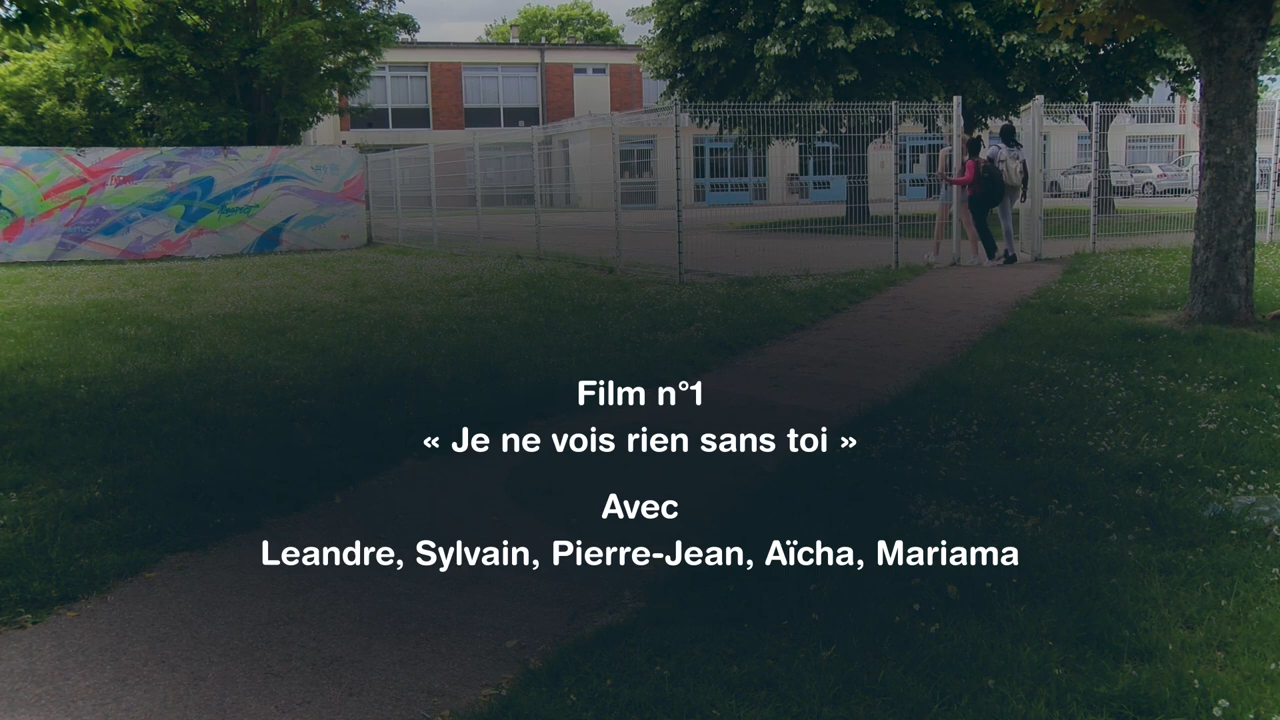 Film n°1
« Je ne vois rien sans toi »
Avec
Leandre, Sylvain, Pierre-Jean, Aïcha, Mariama